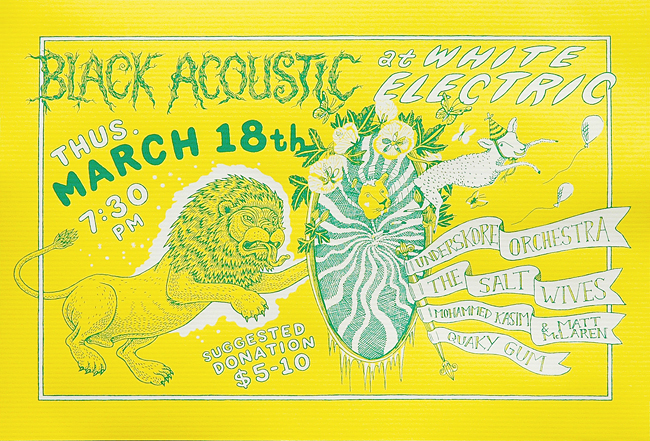 BLACK ACOUSTIC
at WHITE
ELECTRIC
THUS.
MARCH 18th
7:30
PM
UNDERSKORE ORCHESTRA
THE SALT WIVES
MOHAMMED KASIM & MATT MCLAREN
QUAKY GUM
SUGGESTED
DONATION
$5-10